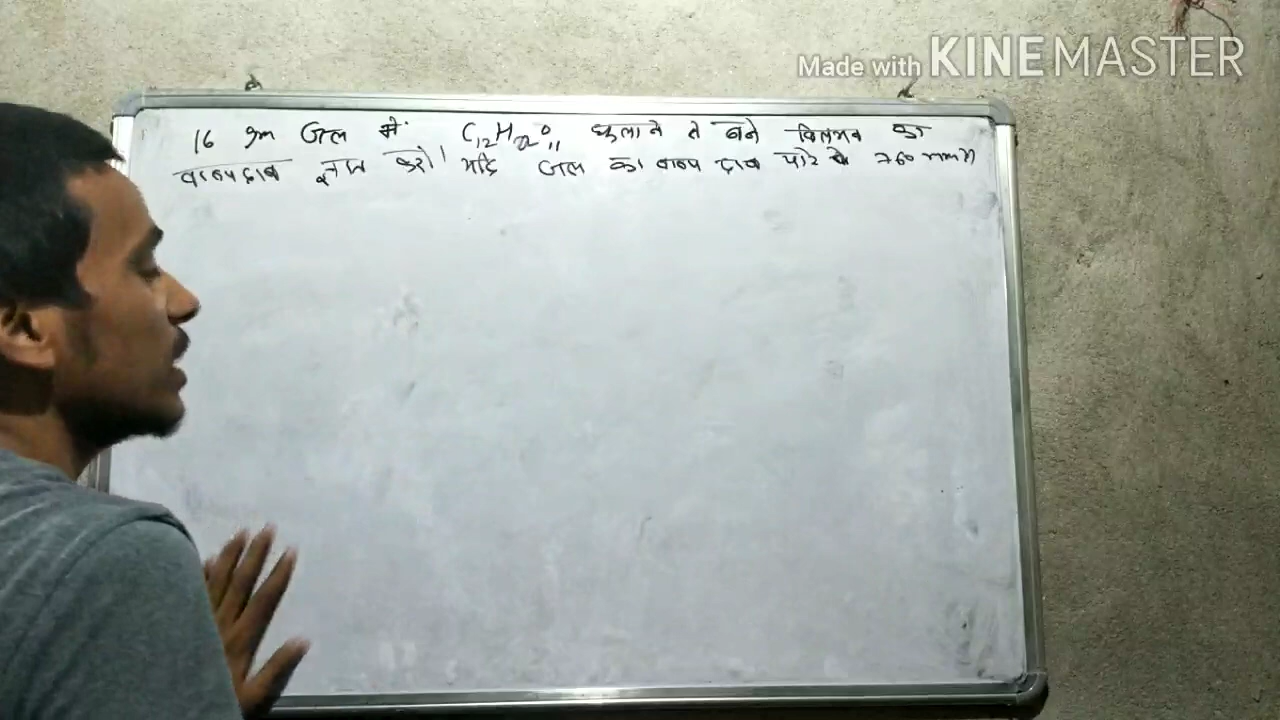 Made with KINEMASTER
16 gm जल में C12H22O11 घुलाने से बने विलयन का
वाष्पदाब ज्ञात करो। यदि जल का वाष्प दाब पारे के 760 mm